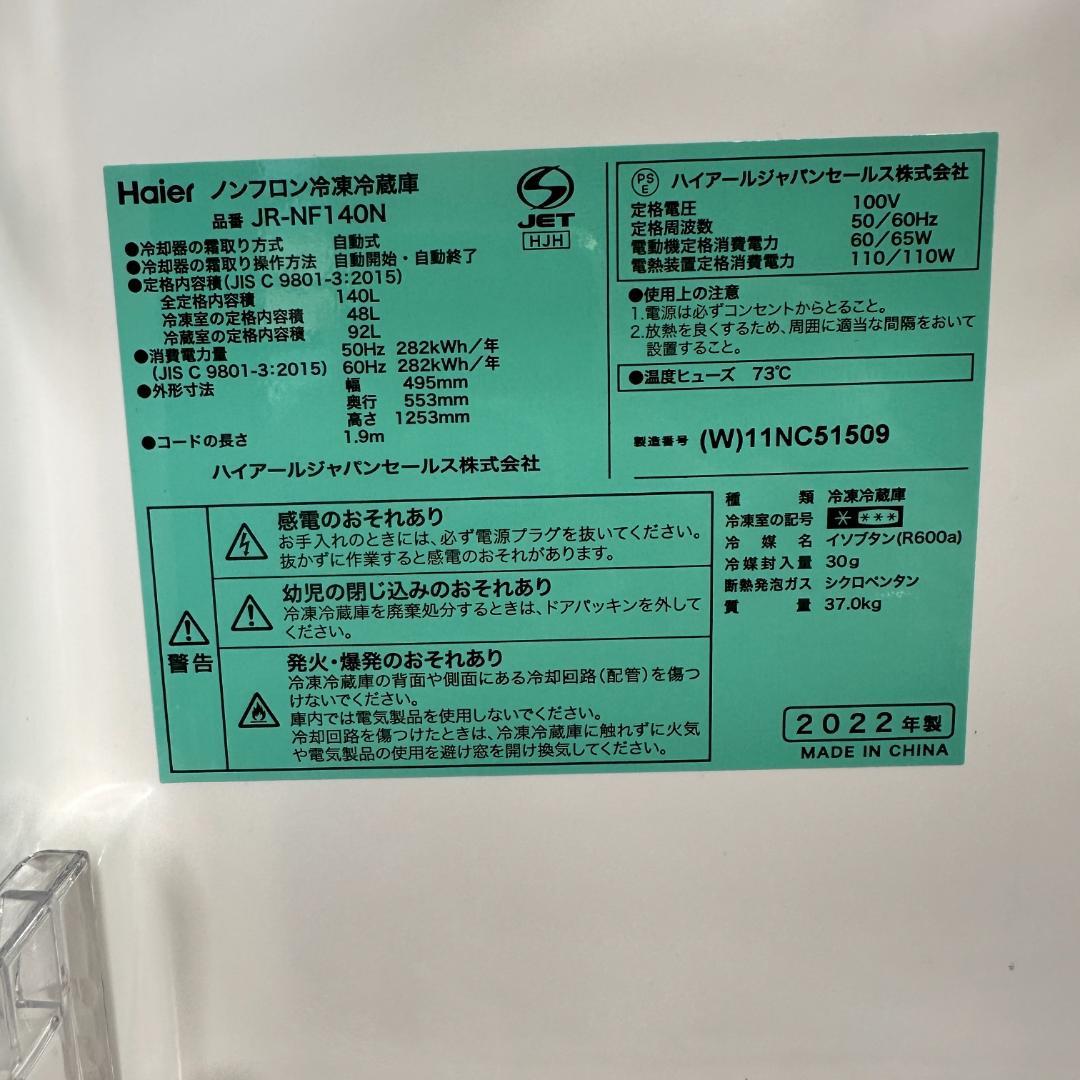 Haier ノンフロン冷凍冷蔵庫
品番 JR-NF140N
JET
HJH
●冷却器の霜取り方式 自動式
●冷却器の霜取り操作方法 自動開始・自動終了
●定格内容積(JIS C 9801-3:2015)
全定格内容積 140L
冷凍室の定格内容積 48L
冷蔵室の定格内容積 92L
●消費電力量 50Hz 282kWh/年
(JIS C 9801-3:2015) 60Hz 282kWh/年
●外形寸法 幅 495mm
奥行 553mm
高さ 1253mm
●コードの長さ 1.9m
ハイアールジャパンセールス株式会社
PS
E
ハイアールジャパンセールス株式会社
定格電圧 100V
定格周波数 50/60Hz
電動機定格消費電力 60/65W
電熱装置定格消費電力 110/110W
●使用上の注意
1.電源は必ずコンセントからとること。
2.放熱を良くするため、周囲に適当な間隔をおいて
設置すること。
●温度ヒューズ 73℃
製造番号 (W)11NC51509
警告
感電のおそれあり
お手入れのときには、必ず電源プラグを抜いてください。
抜かずに作業すると感電のおそれがあります。
幼児の閉じ込みのおそれあり
冷凍冷蔵庫を廃棄処分するときは、ドアパッキンを外して
ください。
発火・爆発のおそれあり
冷凍冷蔵庫の背面や側面にある冷却回路(配管)を傷つ
けないでください。
庫内では電気製品を使用しないでください。
冷却回路を傷つけたときは、冷凍冷蔵庫に触れずに火気
や電気製品の使用を避け窓を開け換気してください。
種類 冷凍冷蔵庫
冷凍室の記号 * ***
冷媒名 イソブタン(R600a)
冷媒封入量 30g
断熱発泡ガス シクロペンタン
質量 37.0kg
2022年製
MADE IN CHINA